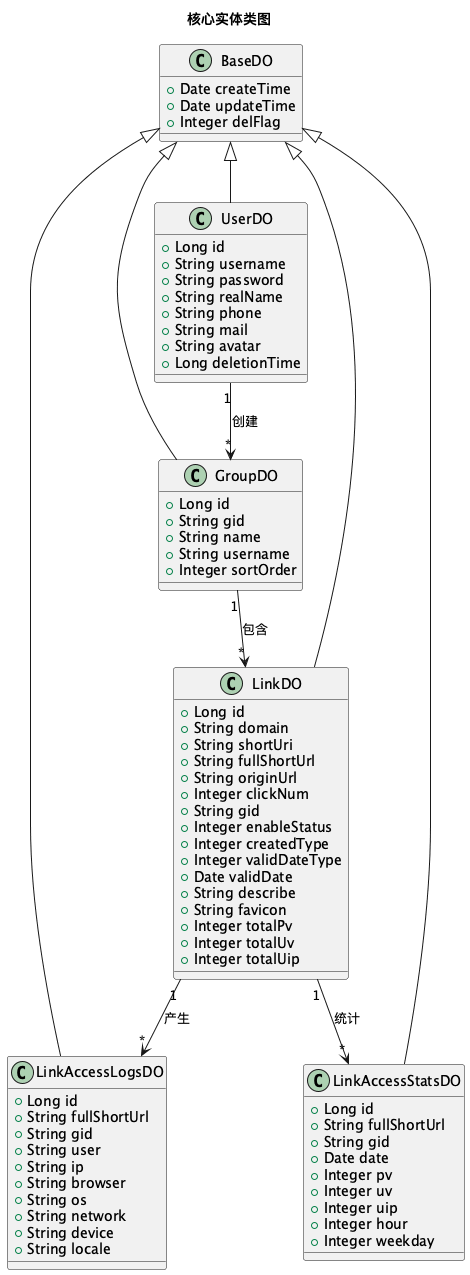 核心实体类图
C BaseDO
Date createTime
Date updateTime
Integer delFlag
C UserDO
Long id
String username
String password
String realName
String phone
String mail
String avatar
Long deletionTime
1
创建
*
C GroupDO
Long id
String gid
String name
String username
Integer sortOrder
1
包含
*
C LinkDO
Long id
String domain
String shortUri
String fullShortUrl
String originUrl
Integer clickNum
String gid
Integer enableStatus
Integer createdType
Integer validDateType
Date validDate
String describe
String favicon
Integer totalPv
Integer totalUv
Integer totalUip
1
产生
*
1
统计
*
C LinkAccessLogsDO
Long id
String fullShortUrl
String gid
String user
String ip
String browser
String os
String network
String device
String locale
C LinkAccessStatsDO
Long id
String fullShortUrl
String gid
Date date
Integer pv
Integer uv
Integer uip
Integer hour
Integer weekday